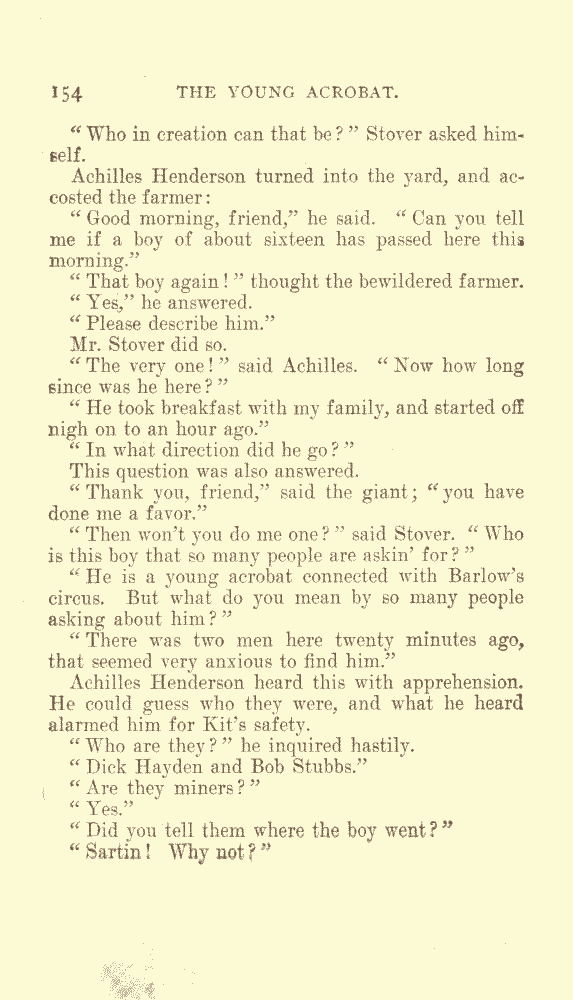 154 THE YOUNG ACROBAT.
"Who in creation can that be?" Stover asked him-
self.
Achilles Henderson turned into the yard, and ac-
costed the farmer:
"Good morning, friend," he said. "Can you tell
me if a boy of about sixteen has passed here this
morning."
"That boy again!" thought the bewildered farmer.
"Yes," he answered.
"Please describe him."
Mr. Stover did so.
"The very one!" said Achilles. "Now how long
since was he here?"
"He took breakfast with my family, and started off
nigh on to an hour ago."
"In what direction did he go?"
This question was also answered.
"Thank you, friend," said the giant; "you have
done me a favor."
"Then won't you do me one?" said Stover. "Who
is this boy that so many people are askin' for?"
"He is a young acrobat connected with Barlow's
circus. But what do you mean by so many people
asking about him?"
"There was two men here twenty minutes ago,
that seemed very anxious to find him."
Achilles Henderson heard this with apprehension.
He could guess who they were, and what he heard
alarmed him for Kit's safety.
"Who are they?" he inquired hastily.
"Dick Hayden and Bob Stubbs."
"Are they miners?"
"Yes."
"Did you tell them where the boy went?"
"Sartin! Why not?"